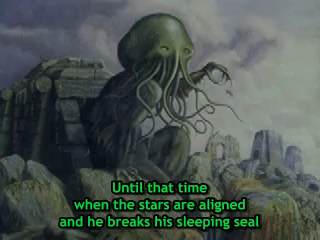 Until that time
when the stars are aligned
and he breaks his sleeping seal